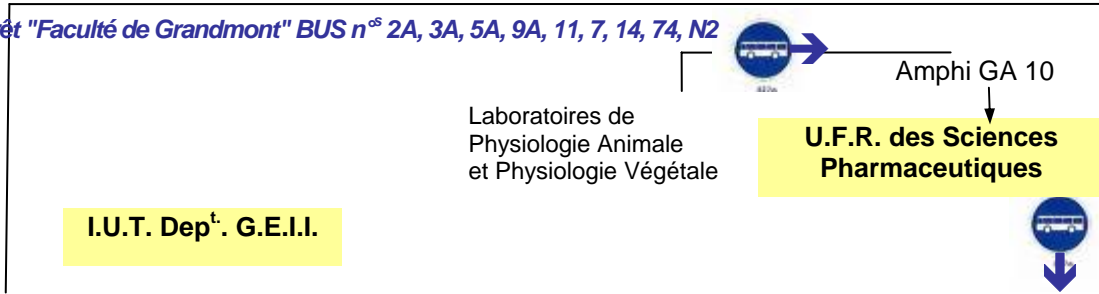 "Faculté de Grandmont" BUS nos 2A, 3A, 5A, 9A, 11, 7, 14, 74, N2
Amphi GA 10
Laboratoires de
Physiologie Animale
et Physiologie Végétale
U.F.R. des Sciences
Pharmaceutiques
I.U.T. Dept.. G.E.I.I.